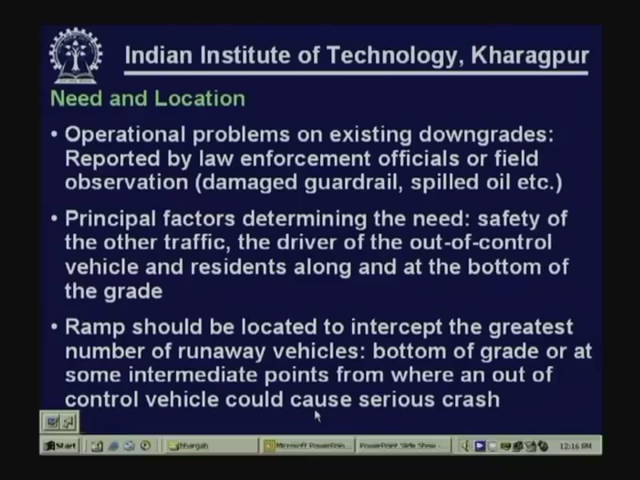 Indian Institute of Technology, Kharagpur
Need and Location
• Operational problems on existing downgrades:
Reported by law enforcement officials or field
observation (damaged guardrail, spilled oil etc.)
• Principal factors determining the need: safety of
the other traffic, the driver of the out-of-control
vehicle and residents along and at the bottom of
the grade
• Ramp should be located to intercept the greatest
number of runaway vehicles: bottom of grade or at
some intermediate points from where an out of
control vehicle could cause serious crash
Start
Microsoft PowerPoin...
PowerPoint Slide Show - ...
12:16 PM